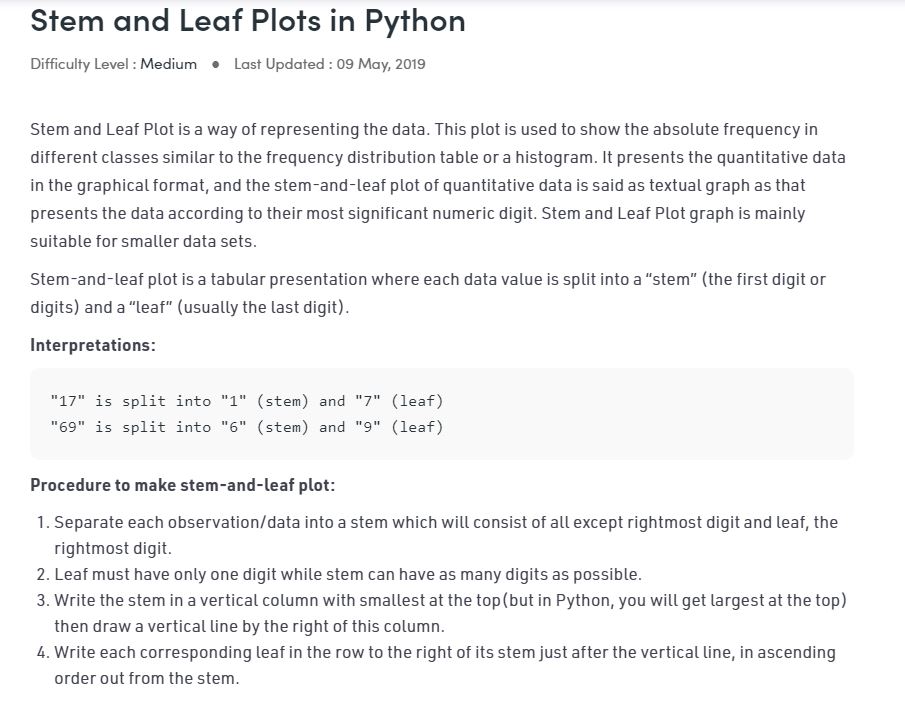 Stem and Leaf Plots in Python
Difficulty Level : Medium ● Last Updated : 09 May, 2019
Stem and Leaf Plot is a way of representing the data. This plot is used to show the absolute frequency in
different classes similar to the frequency distribution table or a histogram. It presents the quantitative data
in the graphical format, and the stem-and-leaf plot of quantitative data is said as textual graph as that
presents the data according to their most significant numeric digit. Stem and Leaf Plot graph is mainly
suitable for smaller data sets.
Stem-and-leaf plot is a tabular presentation where each data value is split into a “stem” (the first digit or
digits) and a “leaf” (usually the last digit).
Interpretations:
"17" is split into "1" (stem) and "7" (leaf)
"69" is split into "6" (stem) and "9" (leaf)
Procedure to make stem-and-leaf plot:
1. Separate each observation/data into a stem which will consist of all except rightmost digit and leaf, the
rightmost digit.
2. Leaf must have only one digit while stem can have as many digits as possible.
3. Write the stem in a vertical column with smallest at the top(but in Python, you will get largest at the top)
then draw a vertical line by the right of this column.
4. Write each corresponding leaf in the row to the right of its stem just after the vertical line, in ascending
order out from the stem.